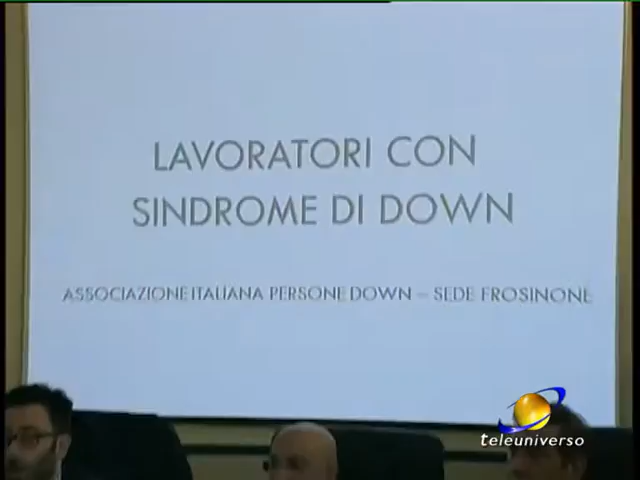 LAVORATORI CON
SINDROME DI DOWN
ASSOCIAZIONE ITALIANA PERSONE DOWN – SEDE FROSINONE
teleuniverso